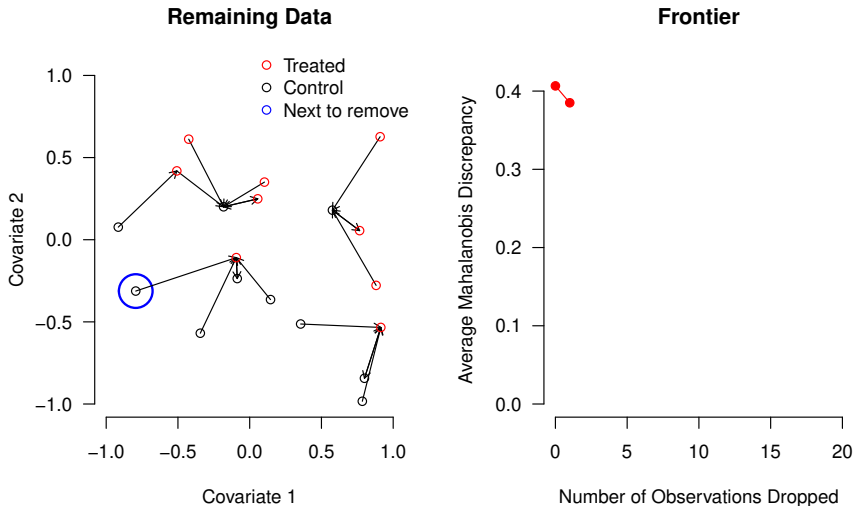 Remaining Data
Treated
Control
Next to remove
1.0
0.5
0.0
−0.5
−1.0
Covariate 2
−1.0 −0.5 0.0 0.5 1.0
Covariate 1
Frontier
0.4
0.3
0.2
0.1
0.0
Average Mahalanobis Discrepancy
0 5 10 15 20
Number of Observations Dropped